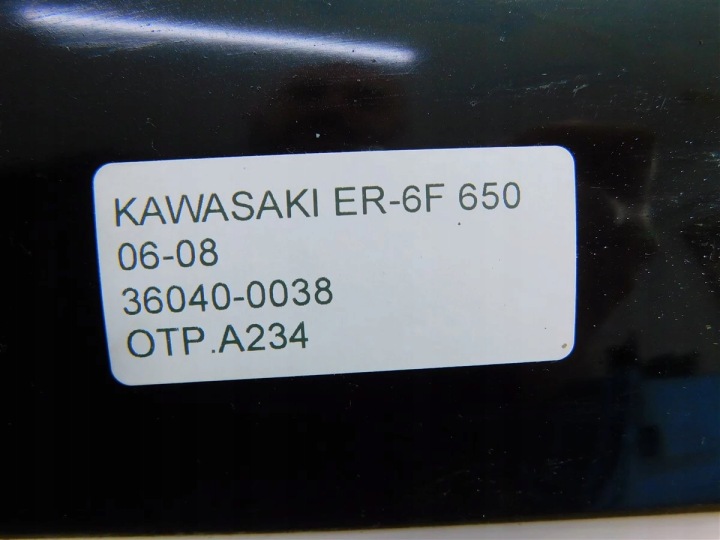 KAWASAKI ER-6F 650
06-08
36040-0038
OTP.A234